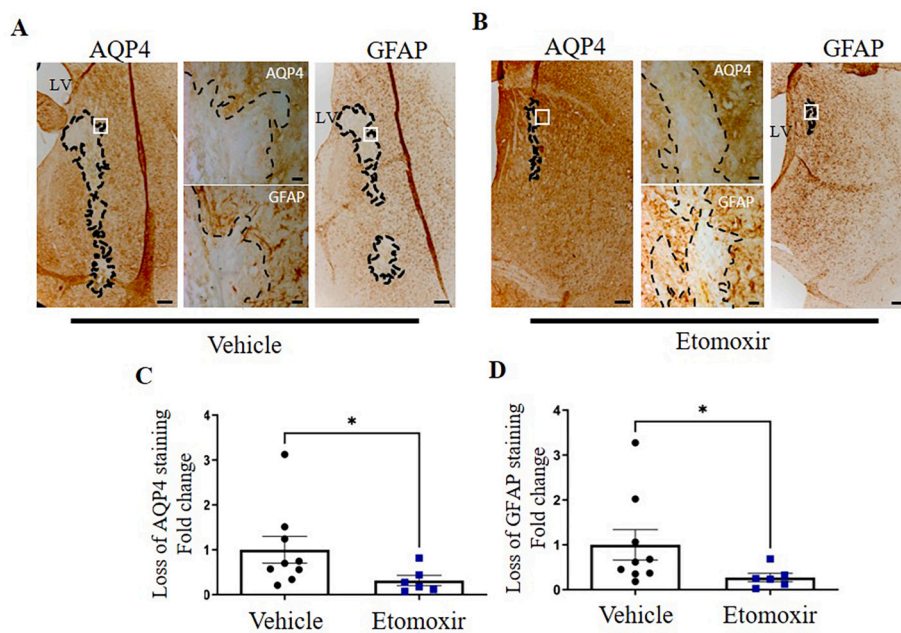 A
AQP4
GFAP
LV
AQP4
GFAP
LV
Vehicle
B
AQP4
GFAP
AQP4
GFAP
LV
Etomoxir
C
Loss of AQP4 staining
Fold change
4
3
2
1
0
*
Vehicle
Etomoxir
D
Loss of GFAP staining
Fold change
4
3
2
1
0
*
Vehicle
Etomoxir